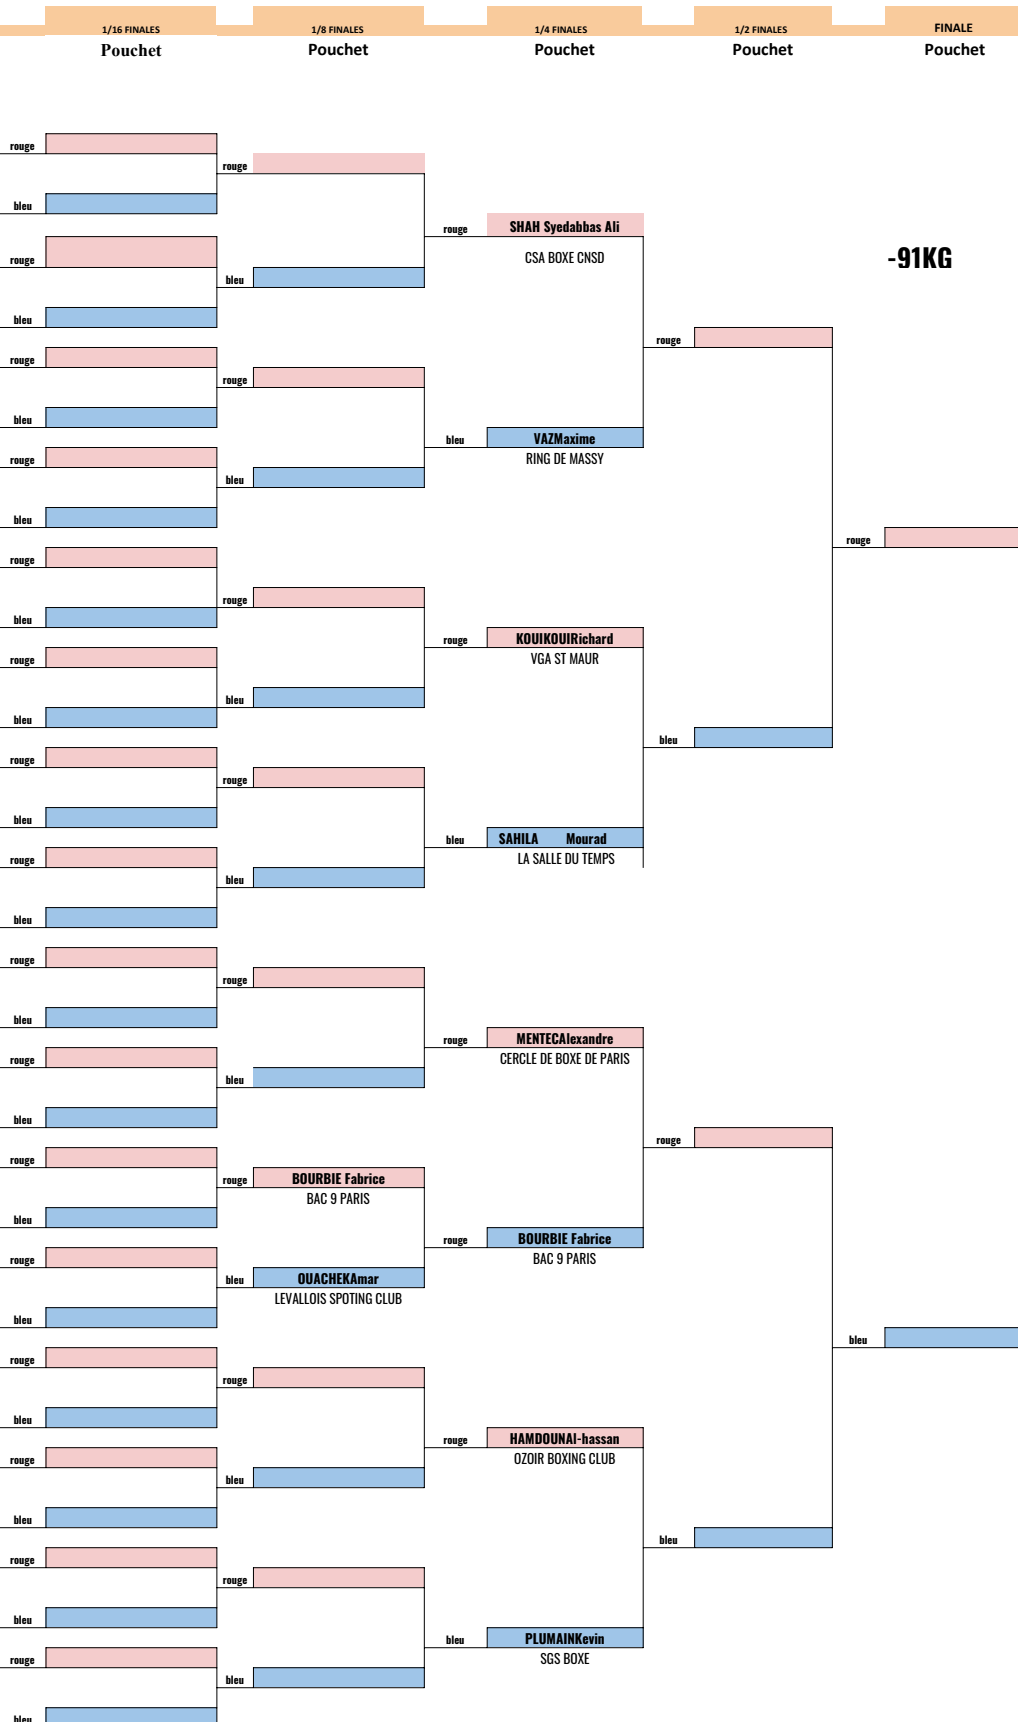 1/16 FINALES 1/8 FINALES 1/4 FINALES 1/2 FINALES FINALE
Pouchet Pouchet Pouchet Pouchet Pouchet
rouge
rouge
bleu
rouge SHAH Syedabbas Ali
rouge CSA BOXE CNSD -91KG
bleu
bleu
rouge
rouge
rouge
bleu
bleu VAZMaxime
rouge RING DE MASSY
bleu
bleu
rouge
rouge
rouge
bleu
rouge KOUIKOUIRichard
rouge VGA ST MAUR
bleu
bleu
bleu
rouge
rouge
bleu
bleu SAHILA Mourad
rouge LA SALLE DU TEMPS
bleu
bleu
rouge
rouge
bleu
rouge MENTECAlexandre
rouge CERCLE DE BOXE DE PARIS
bleu
bleu
rouge
rouge
rouge BOURBIE Fabrice
BAC 9 PARIS
bleu
rouge BOURBIE Fabrice
rouge BAC 9 PARIS
bleu OUACHEKAmar
LEVALLOIS SPOTING CLUB
bleu
bleu
rouge
rouge
bleu
rouge HAMDOUNAl-hassan
rouge OZOIR BOXING CLUB
bleu
bleu
bleu
rouge
rouge
bleu
bleu PLUMAINKevin
rouge SGS BOXE
bleu
bleu